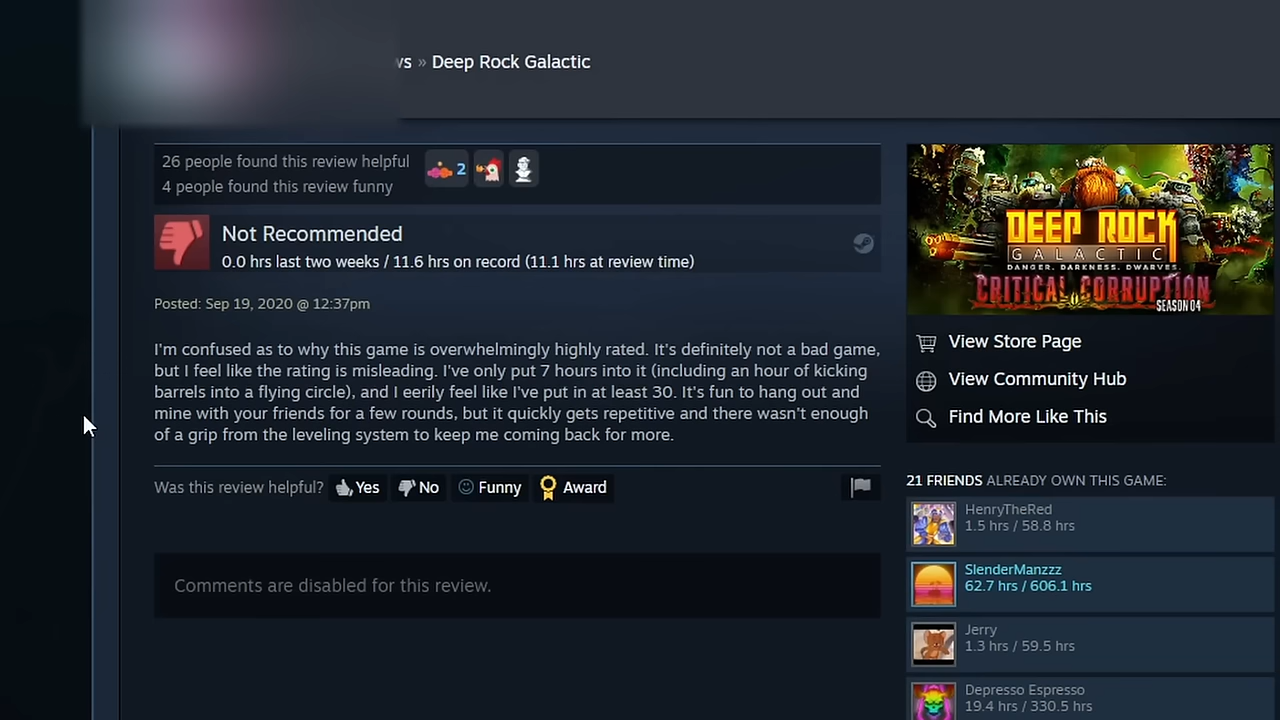 vs » Deep Rock Galactic
26 people found this review helpful
2
4 people found this review funny
Not Recommended
0.0 hrs last two weeks / 11.6 hrs on record (11.1 hrs at review time)
Posted: Sep 19, 2020 @ 12:37pm
I'm confused as to why this game is overwhelmingly highly rated. It's definitely not a bad game,
but I feel like the rating is misleading. I've only put 7 hours into it (including an hour of kicking
barrels into a flying circle), and I eerily feel like I've put in at least 30. It's fun to hang out and
mine with your friends for a few rounds, but it quickly gets repetitive and there wasn't enough
of a grip from the leveling system to keep me coming back for more.
Was this review helpful? Yes No Funny Award
Comments are disabled for this review.
DEEP ROCK
GALACTIC
DANGER. DARKNESS. DWARVES.
CRITICAL CORRUPTION
SEASON 04
View Store Page
View Community Hub
Find More Like This
21 FRIENDS ALREADY OWN THIS GAME:
HenryTheRed
1.5 hrs / 58.8 hrs
SlenderManzzz
62.7 hrs / 606.1 hrs
Jerry
1.3 hrs / 59.5 hrs
Depresso Espresso
19.4 hrs / 330.5 hrs